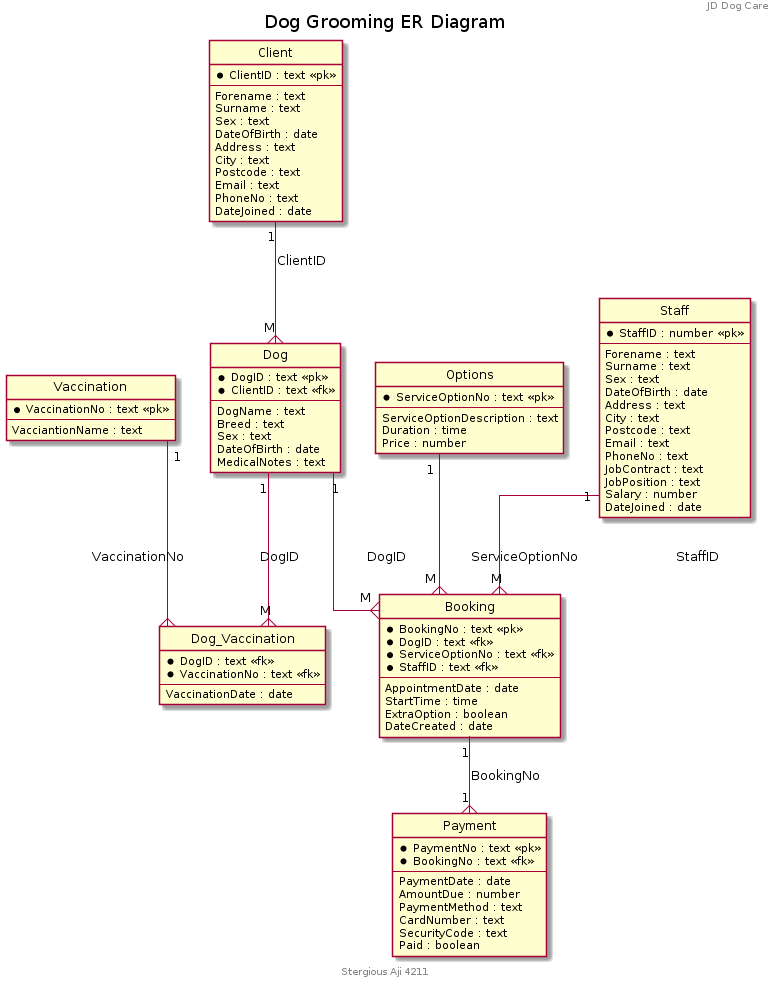 JD Dog Care
Dog Grooming ER Diagram
Client
ClientID : text «pk»
Forename : text
Surname : text
Sex : text
DateOfBirth : date
Address : text
City : text
Postcode : text
Email : text
PhoneNo : text
DateJoined : date
1
ClientID
M
Dog
DogID : text «pk»
ClientID : text «fk»
DogName : text
Breed : text
Sex : text
DateOfBirth : date
MedicalNotes : text
Vaccination
VaccinationNo : text «pk»
VacciantionName : text
Options
ServiceOptionNo : text «pk»
ServiceOptionDescription : text
Duration : time
Price : number
Staff
StaffID : number «pk»
Forename : text
Surname : text
Sex : text
DateOfBirth : date
Address : text
City : text
Postcode : text
Email : text
PhoneNo : text
JobContract : text
JobPosition : text
Salary : number
DateJoined : date
1
1
1
1
1
VaccinationNo
DogID
DogID
ServiceOptionNo
StaffID
M
M
M
M
Dog_Vaccination
DogID : text «fk»
VaccinationNo : text «fk»
VaccinationDate : date
Booking
BookingNo : text «pk»
DogID : text «fk»
ServiceOptionNo : text «fk»
StaffID : text «fk»
AppointmentDate : date
StartTime : time
ExtraOption : boolean
DateCreated : date
1
BookingNo
1
Payment
PaymentNo : text «pk»
BookingNo : text «fk»
PaymentDate : date
AmountDue : number
PaymentMethod : text
CardNumber : text
SecurityCode : text
Paid : boolean
Stergious Aji 4211